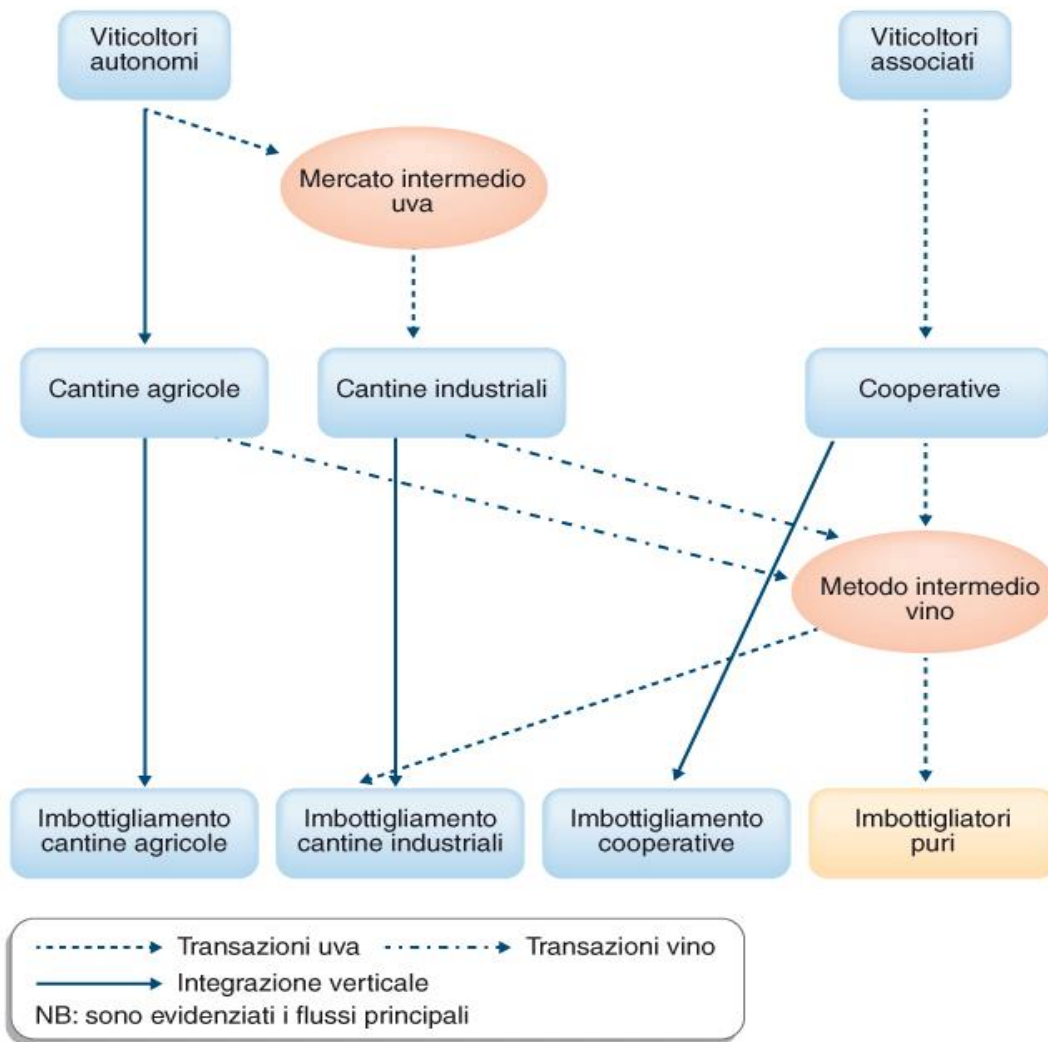 Viticoltori
autonomi
Viticoltori
associati
Mercato intermedio
uva
Cantine agricole
Cantine industriali
Cooperative
Metodo intermedio
vino
Imbottigliamento
cantine agricole
Imbottigliamento
cantine industriali
Imbottigliamento
cooperative
Imbottigliatori
puri
Transazioni uva
Transazioni vino
Integrazione verticale
NB: sono evidenziati i flussi principali